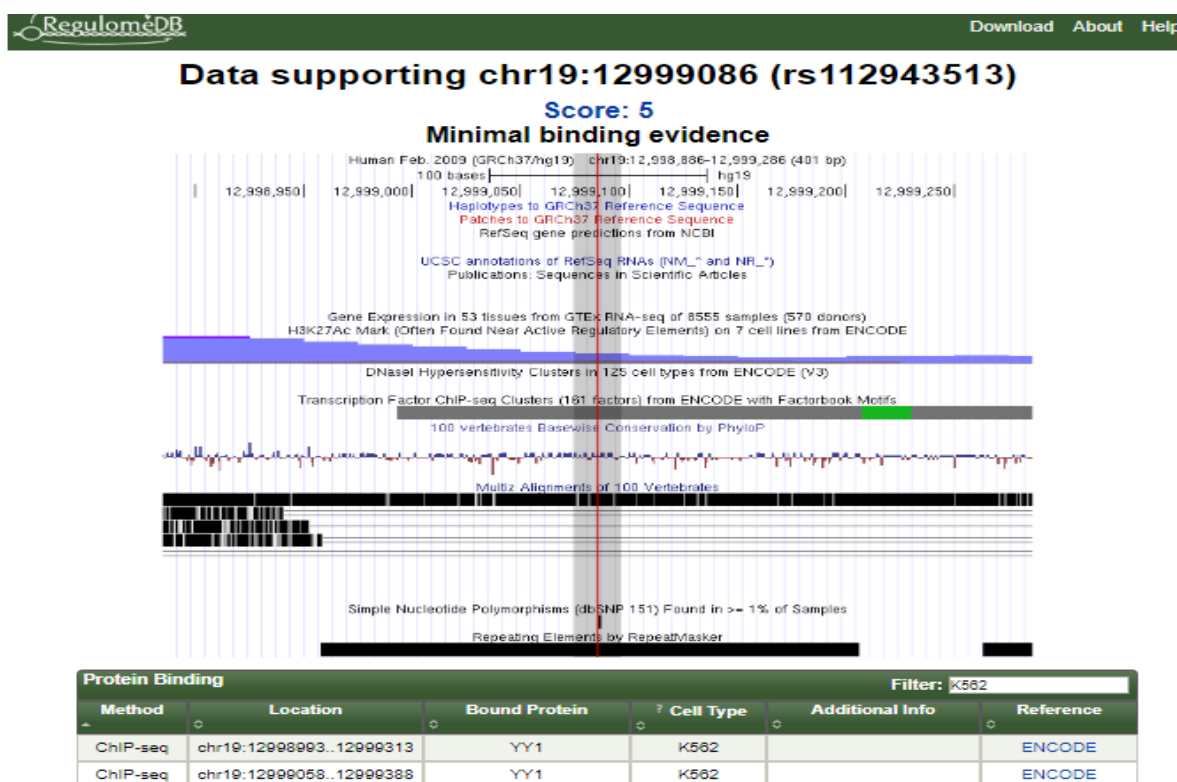 RegulomeDB Download About Help
Data supporting chr19:12999086 (rs112943513)
Score: 5
Minimal binding evidence
Human Feb. 2009 (GRCh37/hg19) chr19:12,998,886-12,999,286 (401 bp)
100 bases hg19
12,998,950 12,999,000 12,999,050 12,999,100 12,999,150 12,999,200 12,999,250
Haplotypes to GRCh37 Reference Sequence
Patches to GRCh37 Reference Sequence
RefSeq gene predictions from NCBI
UCSC annotations of RefSeq RNAs (NM_* and NR_*)
Publications: Sequences in Scientific Articles
Gene Expression in 53 tissues from GTEx RNA-seq of 8555 samples (570 donors)
H3K27Ac Mark (Often Found Near Active Regulatory Elements) on 7 cell lines from ENCODE
DNaseI Hypersensitivity Clusters in 125 cell types from ENCODE (V3)
Transcription Factor ChIP-seq Clusters (161 factors) from ENCODE with Factorbook Motifs
100 vertebrates Basewise Conservation by PhyloP
Multiz Alignments of 100 Vertebrates
Simple Nucleotide Polymorphisms (dbSNP 151) Found in >= 1% of Samples
Repeating Elements by RepeatMasker
Protein Binding Filter: K562
Method Location Bound Protein ? Cell Type Additional Info Reference
ChIP-seq chr19:12998993..12999313 YY1 K562 ENCODE
ChIP-seq chr19:12999058..12999388 YY1 K562 ENCODE